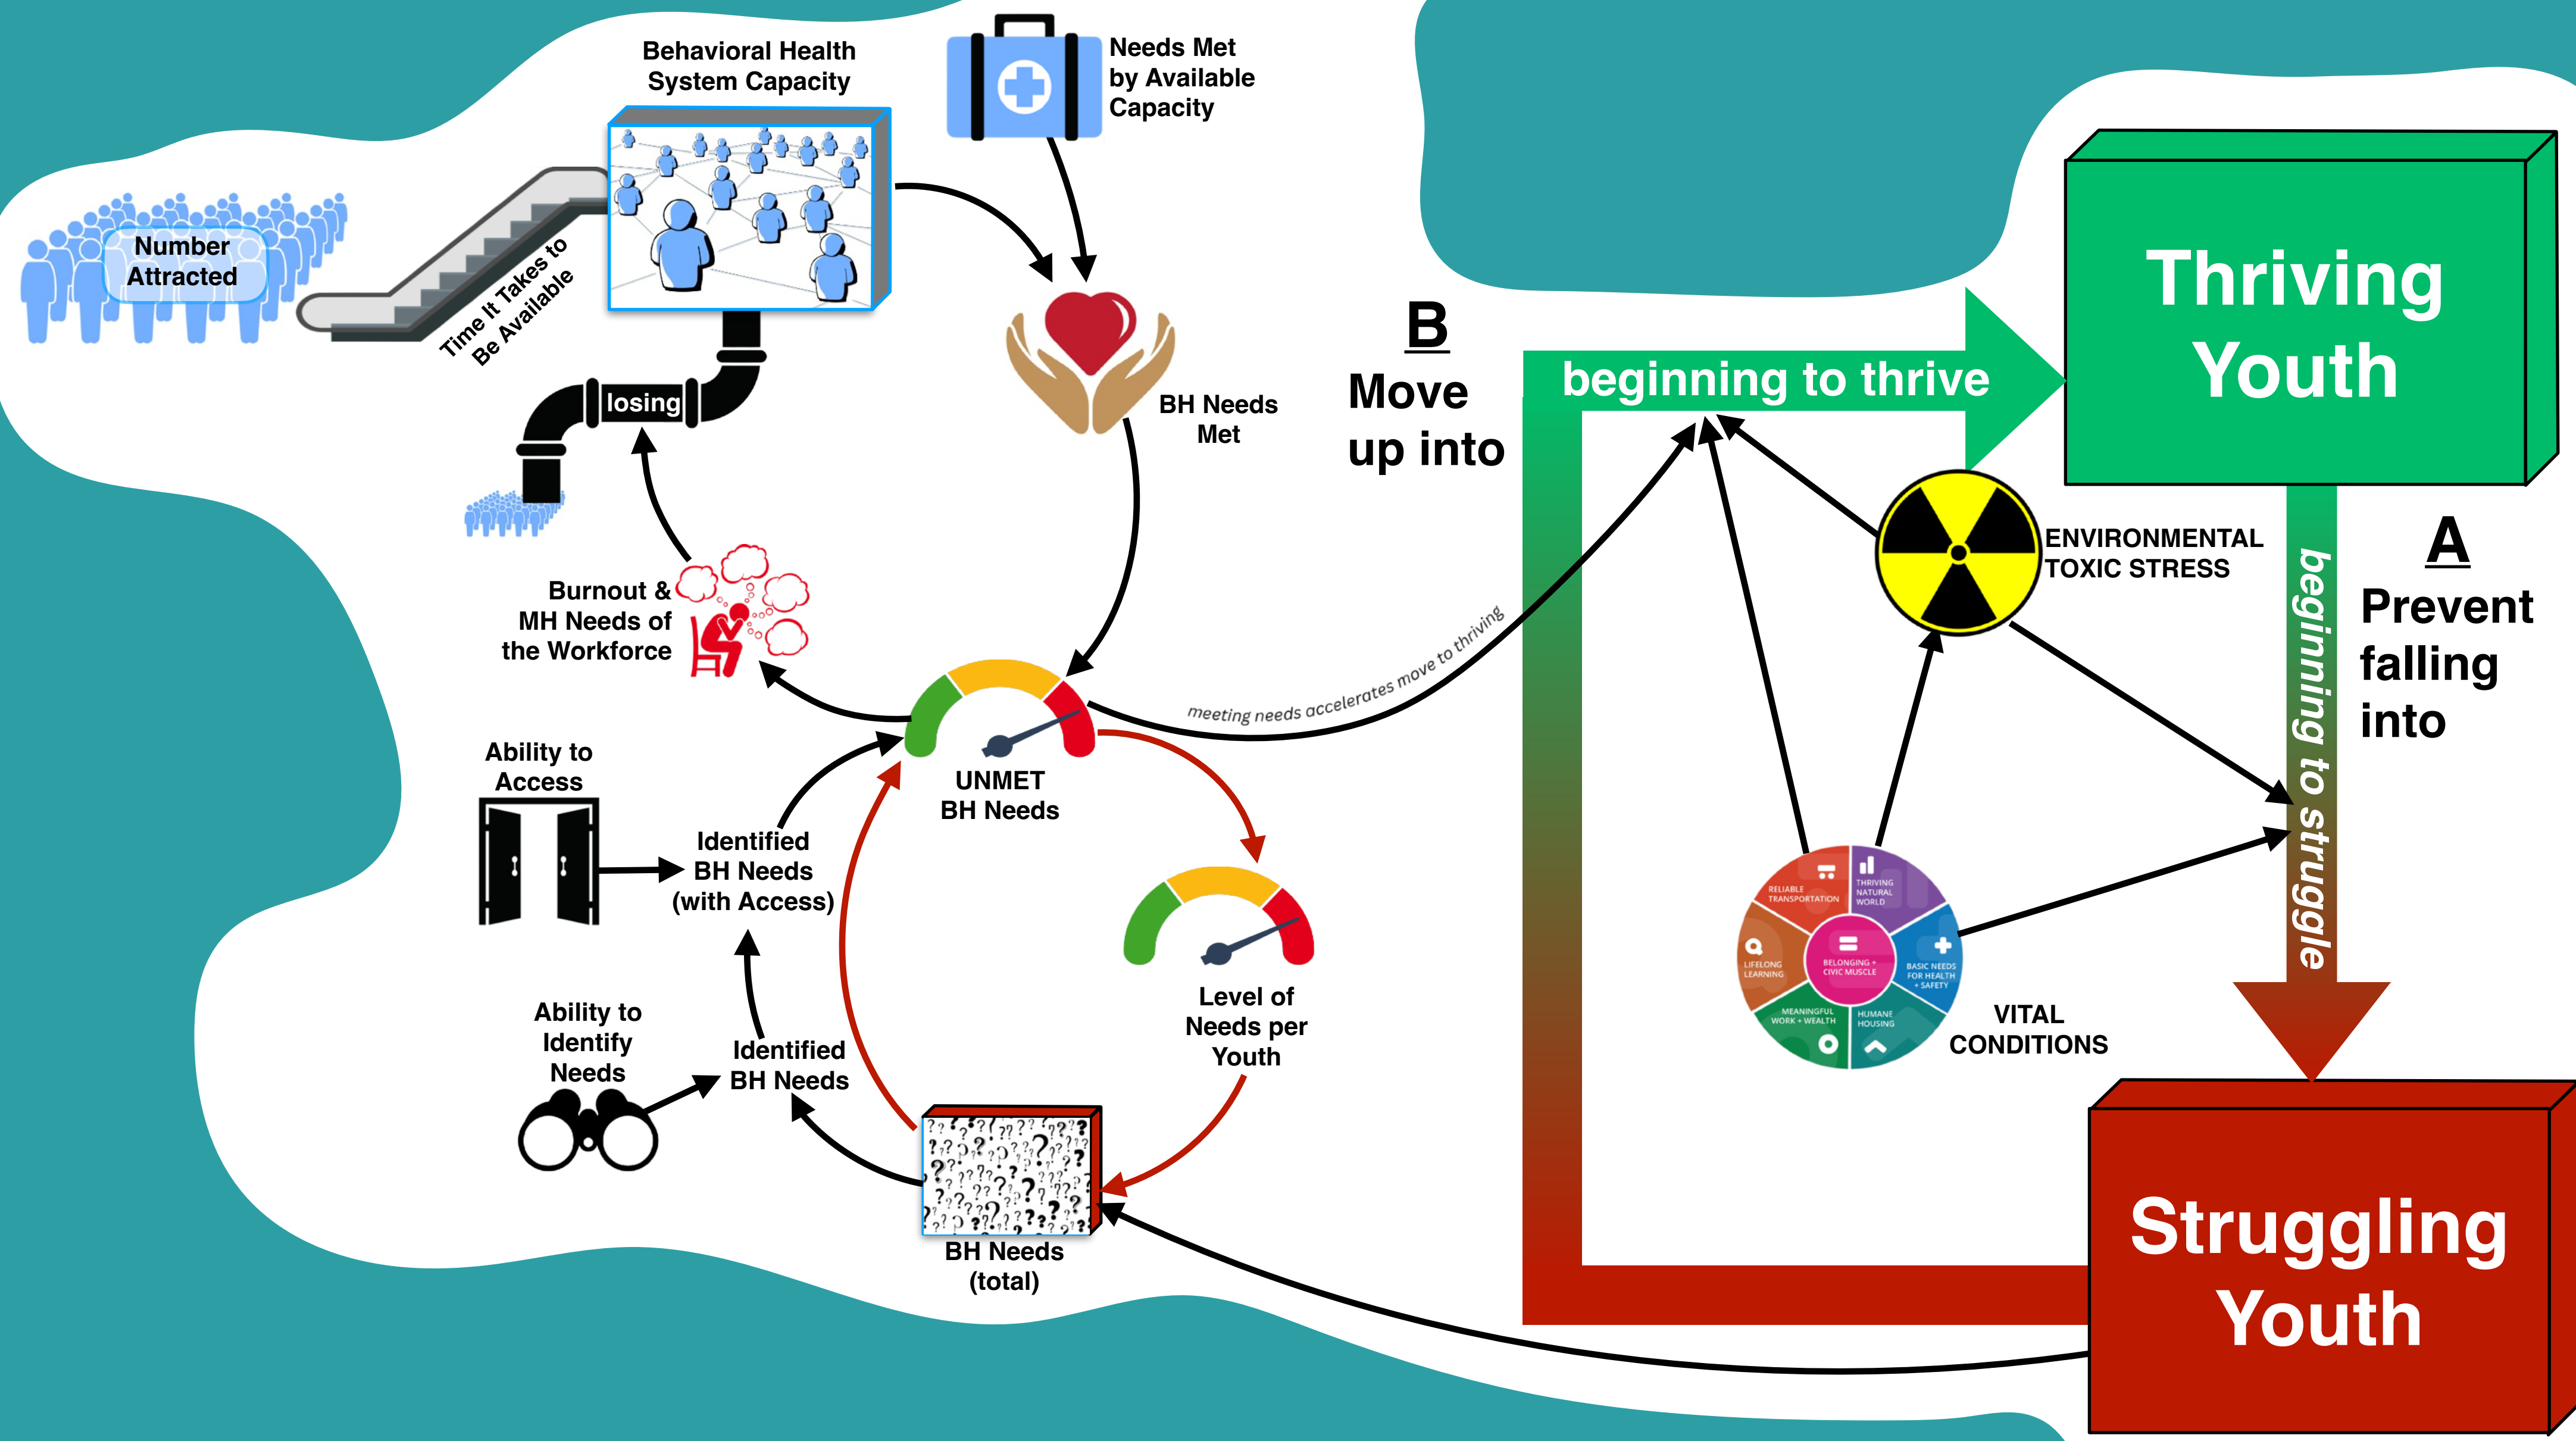 Behavioral Health
System Capacity
Needs Met
by Available
Capacity
Number
Attracted
Time It Takes to
Be Available
losing
BH Needs
Met
Burnout &
MH Needs of
the Workforce
UNMET
BH Needs
meeting needs accelerates move to thriving
Ability to
Access
Identified
BH Needs
(with Access)
Ability to
Identify
Needs
Identified
BH Needs
Level of
Needs per
Youth
BH Needs
(total)
B
Move
up into
beginning to thrive
Thriving
Youth
A
Prevent
falling
into
beginning to struggle
ENVIRONMENTAL
TOXIC STRESS
RELIABLE
TRANSPORTATION
THRIVING
NATURAL
WORLD
LIFELONG
LEARNING
BELONGING +
CIVIC MUSCLE
BASIC NEEDS
FOR HEALTH
+ SAFETY
MEANINGFUL
WORK + WEALTH
HUMANE
HOUSING
VITAL
CONDITIONS
Struggling
Youth